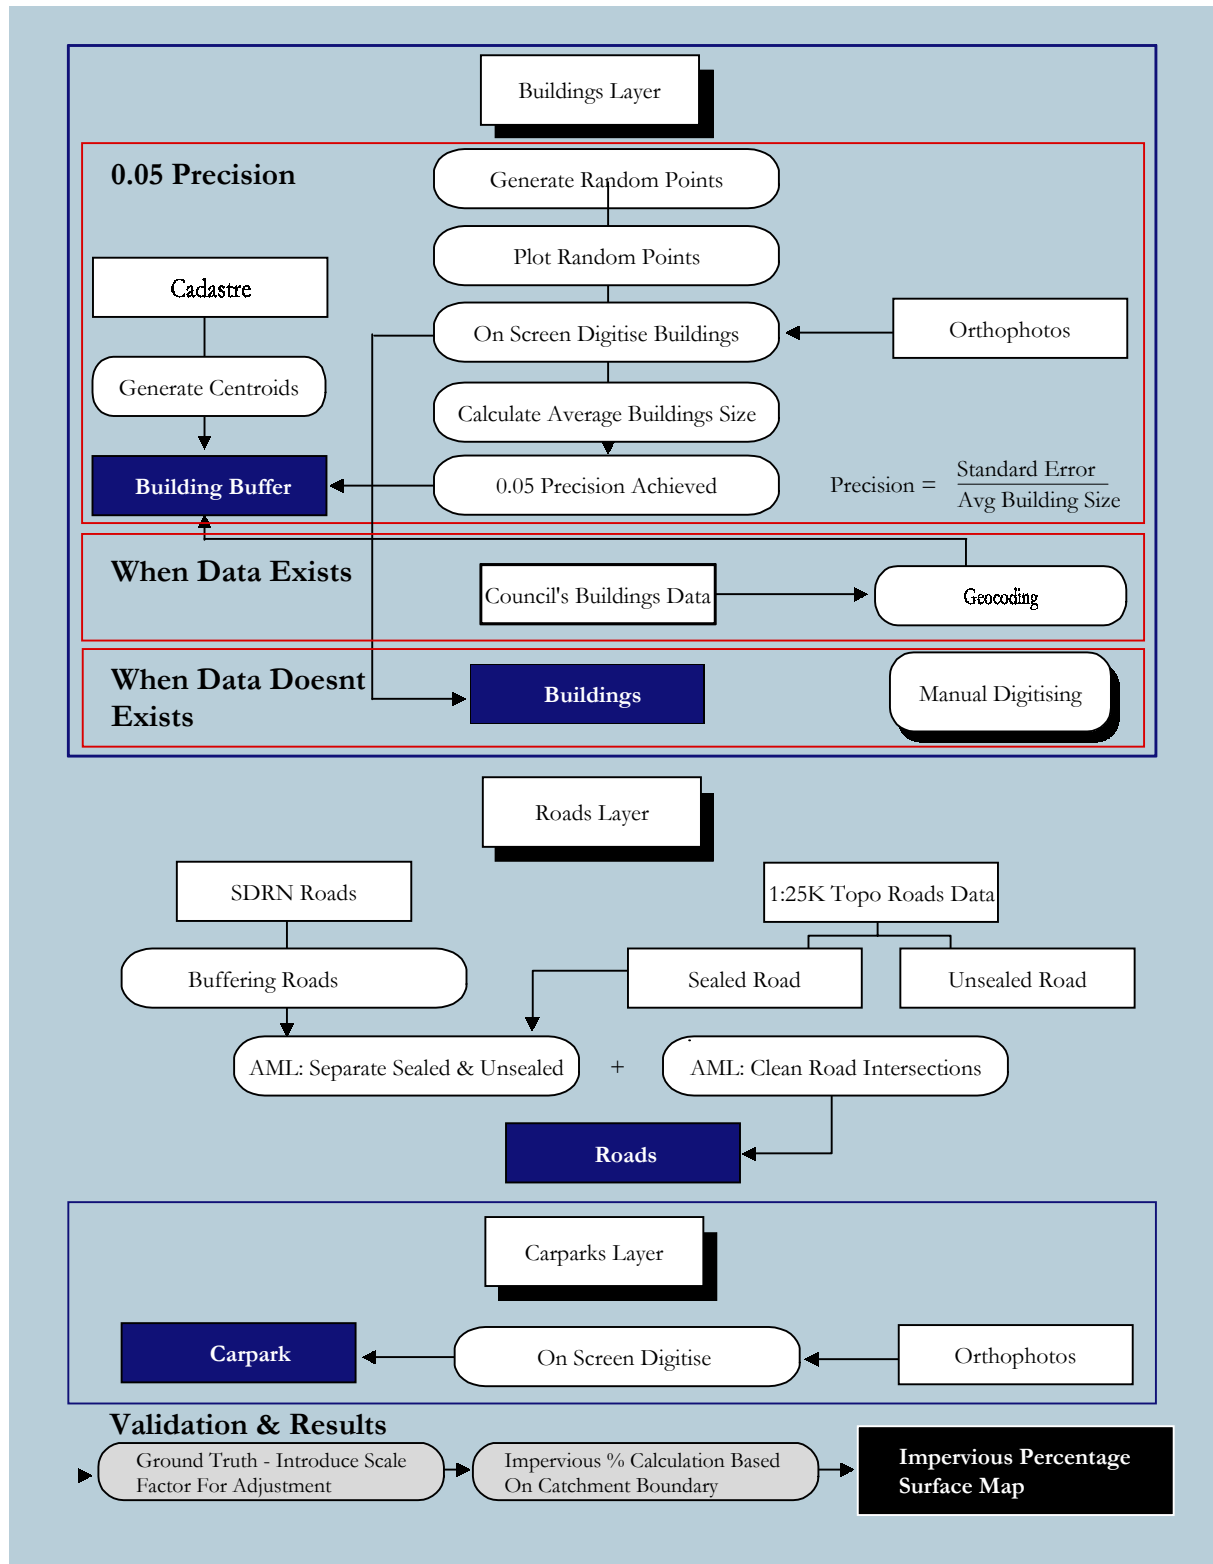 Buildings Layer
0.05 Precision
Generate Random Points
Plot Random Points
Cadastre
On Screen Digitise Buildings
Orthophotos
Generate Centroids
Calculate Average Buildings Size
Building Buffer
0.05 Precision Achieved
Precision =
Standard Error
Avg Building Size
When Data Exists
Council's Buildings Data
Geocoding
When Data Doesnt
Exists
Buildings
Manual Digitising
Roads Layer
SDRN Roads
1:25K Topo Roads Data
Buffering Roads
Sealed Road
Unsealed Road
AML: Separate Sealed & Unsealed
+
AML: Clean Road Intersections
Roads
Carparks Layer
Carpark
On Screen Digitise
Orthophotos
Validation & Results
Ground Truth - Introduce Scale
Factor For Adjustment
Impervious % Calculation Based
On Catchment Boundary
Impervious Percentage
Surface Map